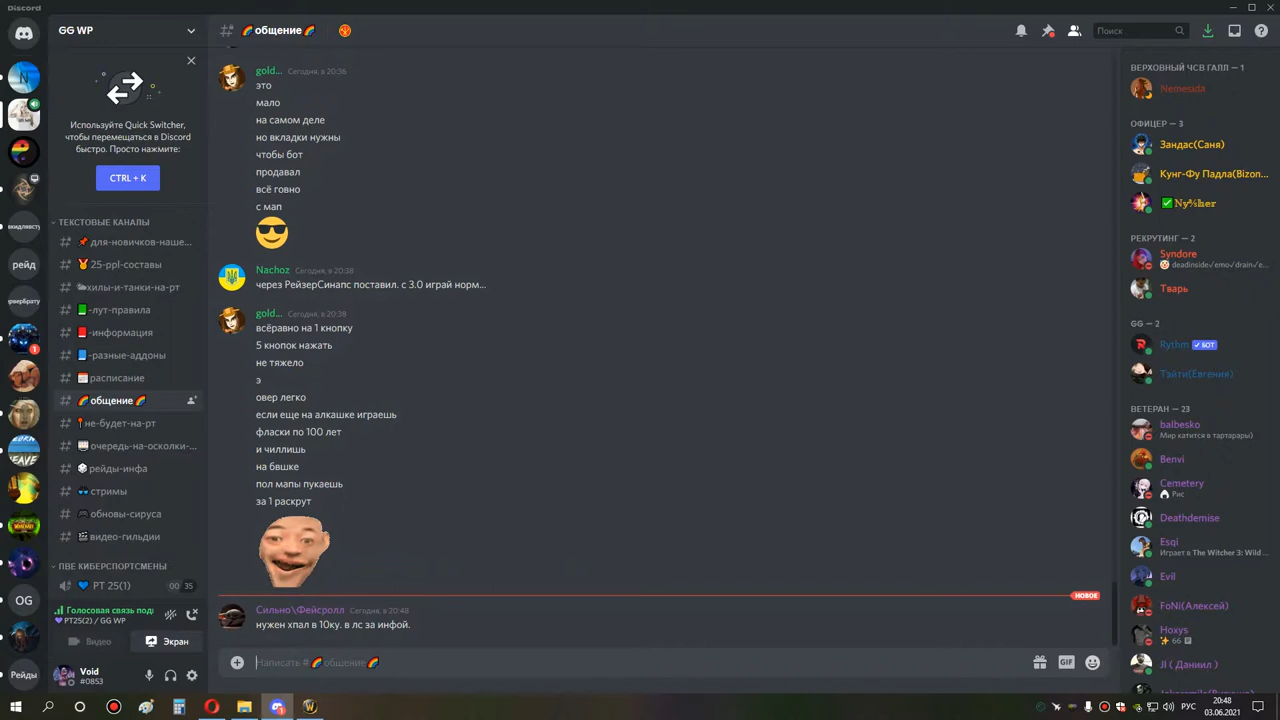 Discord
GG WP
🌈общение🌈
Поиск
Используйте Quick Switcher,
чтобы перемещаться в Discord
быстро. Просто нажмите:
CTRL + K
ТЕКСТОВЫЕ КАНАЛЫ
📌для-новичков-наше...
🏅25-ppl-составы
хилы-и-танки-на-рт
📗-лут-правила
📕-информация
📘-разные-аддоны
расписание
🌈общение🌈
📍не-будет-на-рт
очередь-на-осколки-...
🎲рейды-инфа
стримы
🎮обновы-сируса
🎬видео-гильдии
ПВЕ КИБЕРСПОРТСМЕНЫ
💙 РТ 25(1)
00 35
Голосовая связь подк
💜РТ25(2) / GG WP
Видео
Экран
Void
#0853
рейд
Рейды
OG
1
gold... Сегодня, в 20:36
это
мало
на самом деле
но вкладки нужны
чтобы бот
продавал
всё говно
с мап
😎
Nachoz Сегодня, в 20:38
через РейзерСинапс поставил. с 3.0 играй норм...
gold... Сегодня, в 20:38
всёравно на 1 кнопку
5 кнопок нажать
не тяжело
э
овер легко
если еще на алкашке играешь
фласки по 100 лет
и чиллишь
на бвшке
пол мапы пукаешь
за 1 раскрут
НОВОЕ
Сильно\Фейсролл Сегодня, в 20:48
нужен хпал в 10ку. в лс за инфой.
Написать #🌈общение🌈
GIF
ВЕРХОВНЫЙ ЧСВ ГАЛЛ — 1
Nemesida
ОФИЦЕР — 3
Зандас(Саня)
Кунг-Фу Падла(Bizon...
✅Ny%her
РЕКРУТИНГ — 2
Syndore
deadinside✓emo✓drain✓e...
Тварь
GG — 2
Rythm ✓ БОТ
Тэйти(Евгения)
ВЕТЕРАН — 23
balbesko
Мир катится в тартарары)
Benvi
Cemetery
Рис
Deathdemise
Esqi
Играет в The Witcher 3: Wild ...
Evil
FoNi(Алексей)
Hoxys
✨ 66
JI ( Даниил )
РУС
20:48
03.06.2021